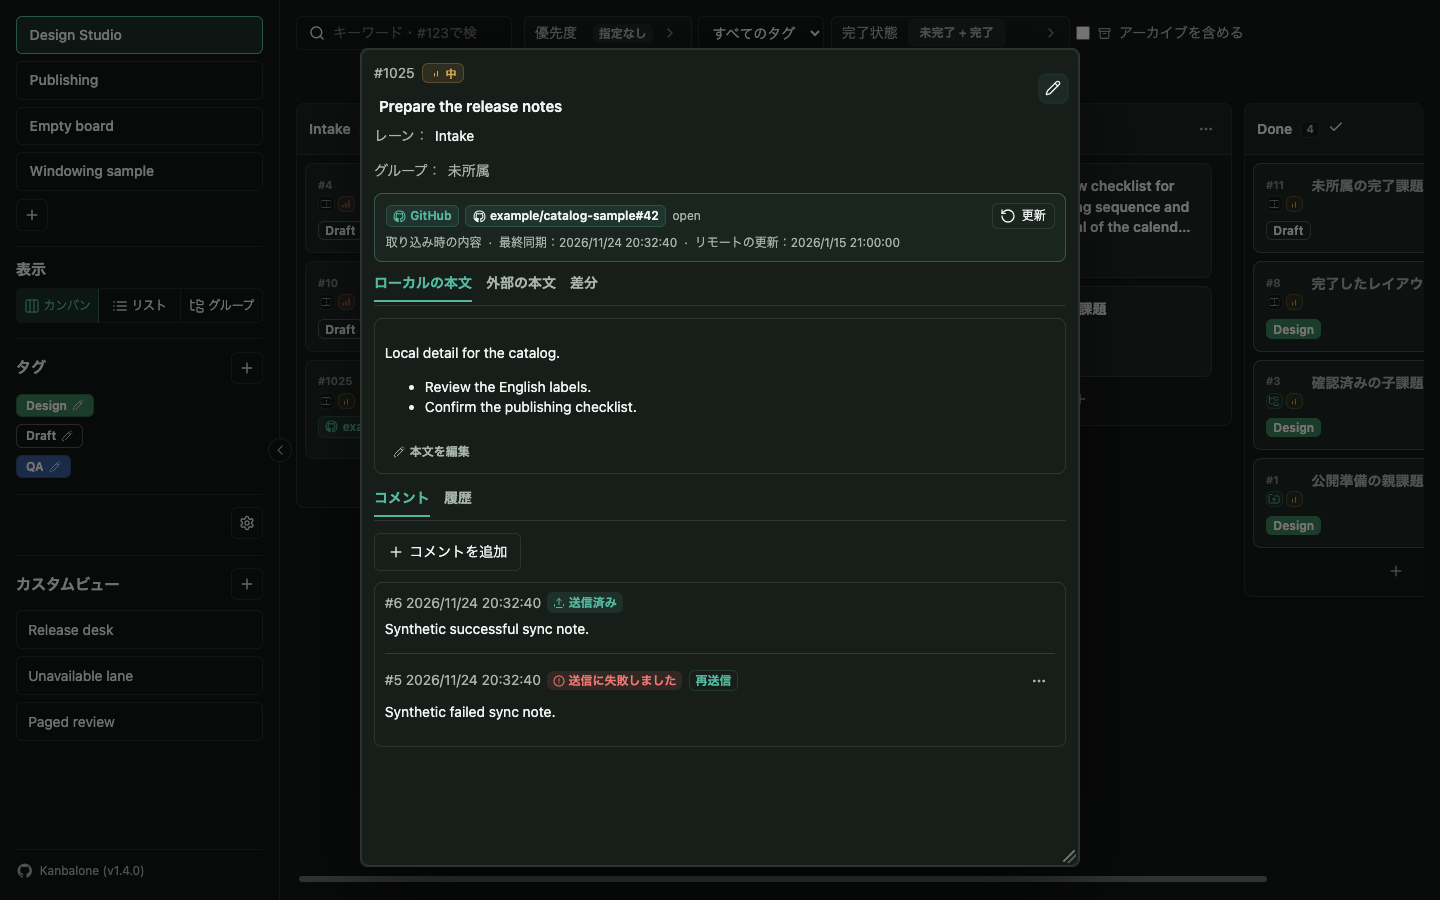 Design Studio
Publishing
Empty board
Windowing sample
表示
カンバン
リスト
グループ
タグ
Design
Draft
QA
カスタムビュー
Release desk
Unavailable lane
Paged review
Kanbalone (v1.4.0)
キーワード・#123で検
優先度 指定なし
すべてのタグ
完了状態 未完了 + 完了
アーカイブを含める
Intake
#4
Draft
#10
Draft
#1025
exa
#1025 中
Prepare the release notes
レーン： Intake
グループ： 未所属
GitHub example/catalog-sample#42 open
更新
取り込み時の内容 · 最終同期：2026/11/24 20:32:40 · リモートの更新：2026/1/15 21:00:00
ローカルの本文 外部の本文 差分
Local detail for the catalog.
• Review the English labels.
• Confirm the publishing checklist.
本文を編集
コメント 履歴
コメントを追加
#6 2026/11/24 20:32:40 送信済み
Synthetic successful sync note.
#5 2026/11/24 20:32:40 送信に失敗しました 再送信
Synthetic failed sync note.
w checklist for
ng sequence and
l of the calend...
課題
Done 4
#11 未所属の完了課題
Draft
#8 完了したレイアウ
Design
#3 確認済みの子課題
Design
#1 公開準備の親課題
Design